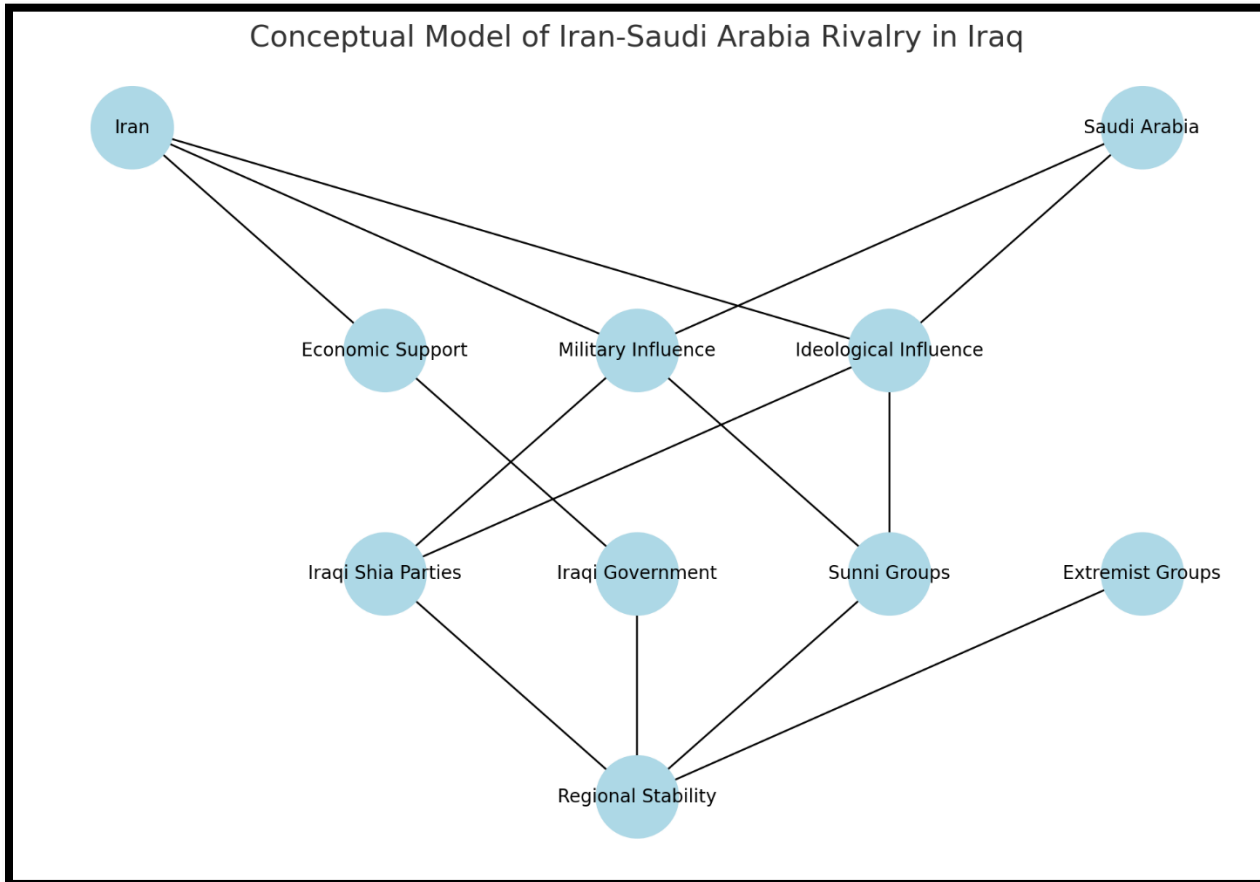 Conceptual Model of Iran-Saudi Arabia Rivalry in Iraq
Iran
Saudi Arabia
Economic Support
Military Influence
Ideological Influence
Iraqi Shia Parties
Iraqi Government
Sunni Groups
Extremist Groups
Regional Stability